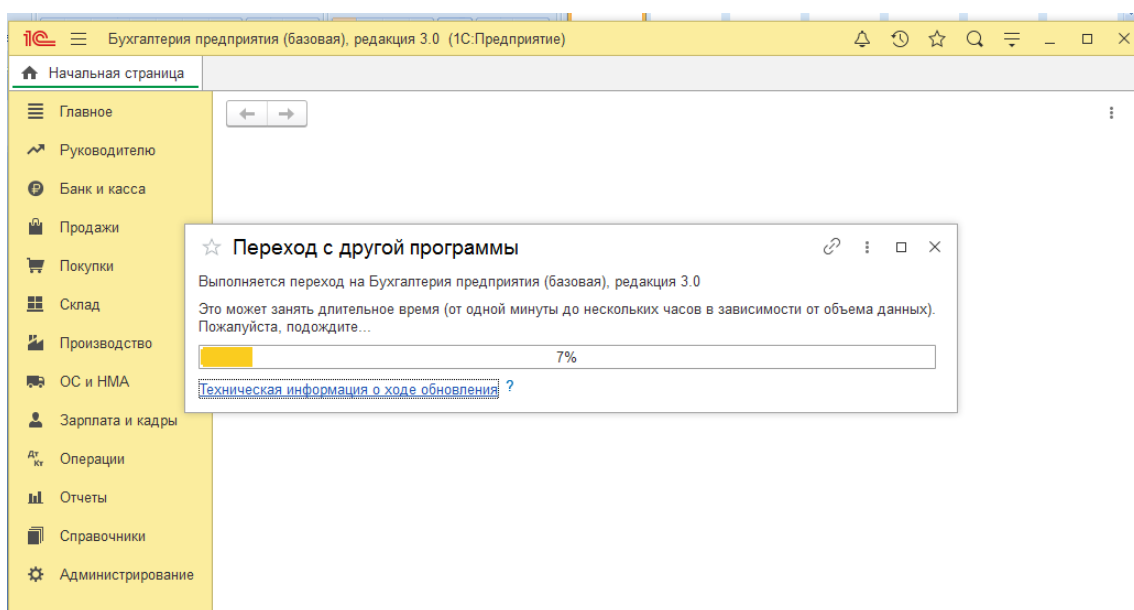 1С Бухгалтерия предприятия (базовая), редакция 3.0 (1С:Предприятие)
Начальная страница
Главное
Руководителю
Банк и касса
Продажи
Покупки
Склад
Производство
ОС и НМА
Зарплата и кадры
Дт
Кт
Операции
Отчеты
Справочники
Администрирование
Переход с другой программы
Выполняется переход на Бухгалтерия предприятия (базовая), редакция 3.0
Это может занять длительное время (от одной минуты до нескольких часов в зависимости от объема данных).
Пожалуйста, подождите...
7%
Техническая информация о ходе обновления ?